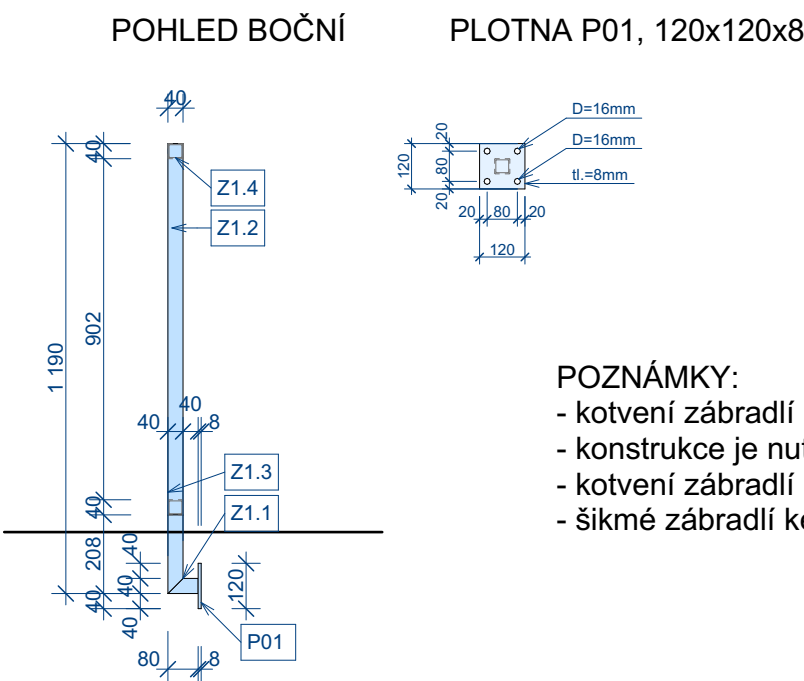 POHLED BOČNÍ
PLOTNA P01, 120x120x8
40
40
Z1.4
Z1.2
902
1 190
40
40
8
Z1.3
Z1.1
40
208
40
40
40
40
120
P01
80
8
D=16mm
D=16mm
tl.=8mm
120
20
80
20
20
80
20
120
POZNÁMKY:
- kotvení zábradlí
- konstrukce je
- kotvení zábradlí
- šikmé zábradlí